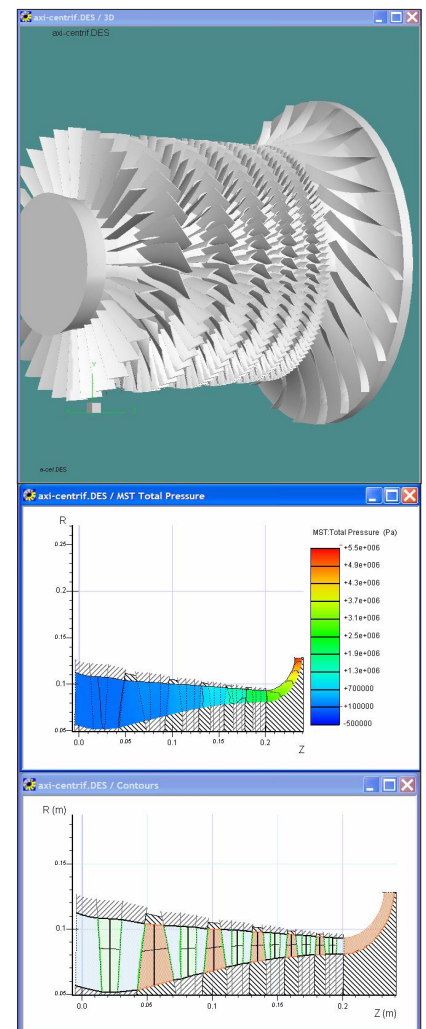 axi-centrif.DES / 3D
axi-centrif.DES
Y
axi-centrif.DES / MST Total Pressure
R
MST:Total Pressure (Pa)
0.25
0.2
0.15
0.1
0.05
+5.5e+006
+4.9e+006
+4.3e+006
+3.7e+006
+3.1e+006
+2.5e+006
+1.9e+006
+1.3e+006
+700000
+100000
-500000
0.0 0.05 0.1 0.15 0.2
Z
axi-centrif.DES / Contours
R (m)
0.15
0.1
0.05
0.0 0.05 0.1 0.15 0.2
Z (m)